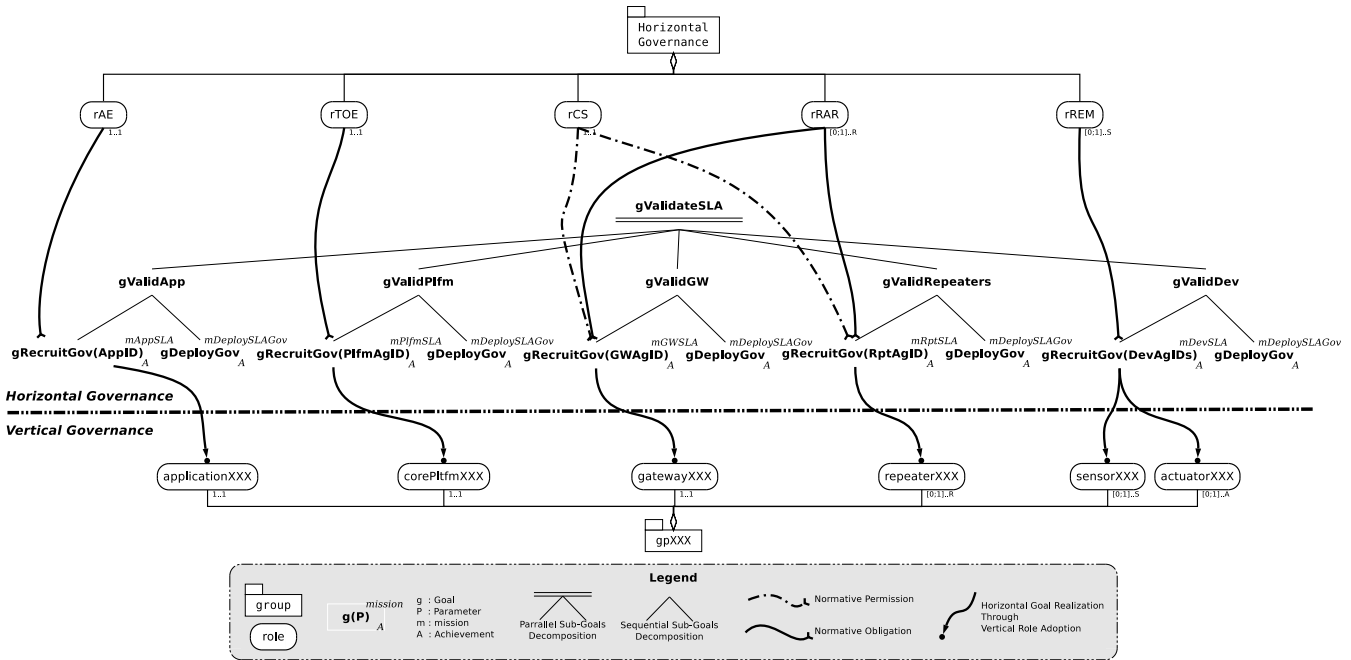 Horizontal
Governance
rAE
rTOE
rCS
rRAR
rREM
1..1
1..1
1..1
[0;1]..R
[0;1]..S
gValidateSLA
gValidApp
gValidPlfm
gValidGW
gValidRepeaters
gValidDev
mAppSLA
mDeploySLAGov
mPlfmSLA
mDeploySLAGov
mGWSLA
mDeploySLAGov
mRptSLA
mDeploySLAGov
mDevSLA
mDeploySLAGov
gRecruitGov(AppID)
gDeployGov
gRecruitGov(PlfmAgID)
gDeployGov
gRecruitGov(GWAgID)
gDeployGov
gRecruitGov(RptAgID)
gDeployGov
gRecruitGov(DevAgIDs)
gDeployGov
A
A
A
A
A
A
A
A
A
A
Horizontal Governance
Vertical Governance
applicationXXX
corePltfmXXX
gatewayXXX
repeaterXXX
sensorXXX
actuatorXXX
1..1
1..1
1..1
[0;1]..R
[0;1]..S
[0;1]..A
gpXXX
Legend
group
role
mission
g(P)
A
g : Goal
P : Parameter
m : mission
A : Achievement
Parrallel Sub-Goals
Decomposition
Sequential Sub-Goals
Decomposition
Normative Permission
Normative Obligation
Horizontal Goal Realization
Through
Vertical Role Adoption